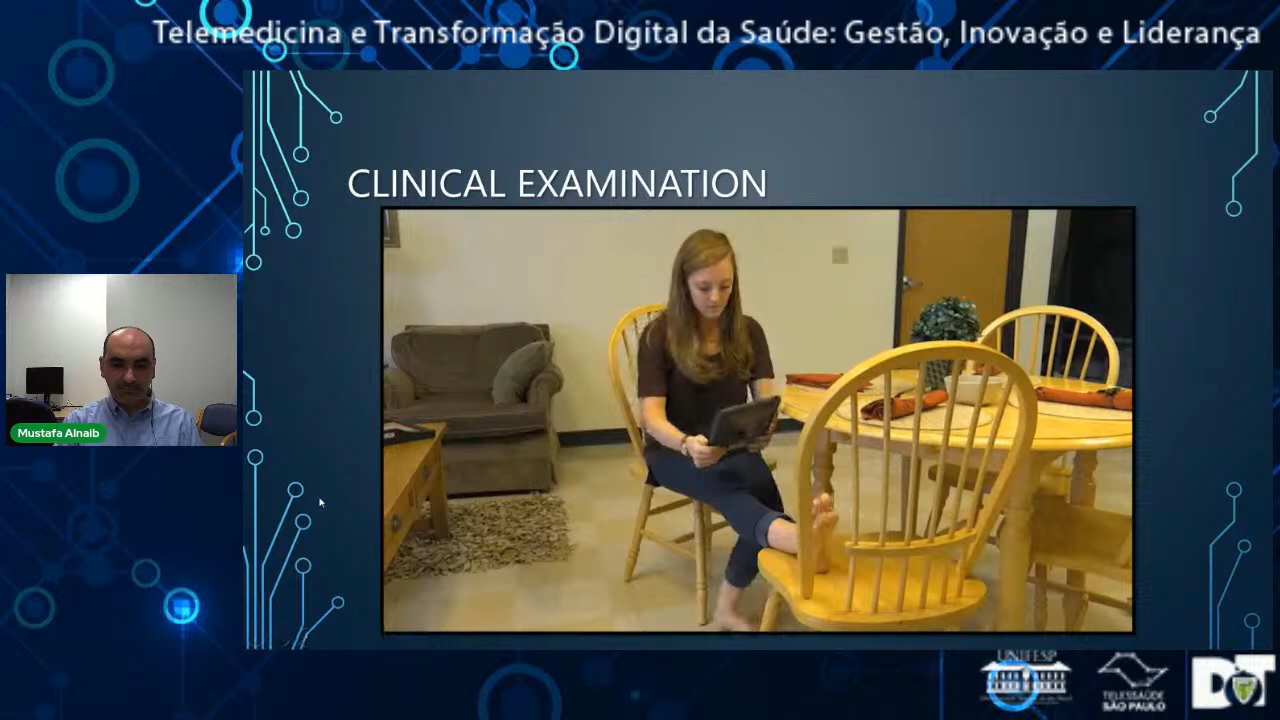 Telemedicina e Transformação Digital da Saúde: Gestão, Inovação e Liderança
CLINICAL EXAMINATION
Mustafa Alnaib
UNIFESP
TELESSAÚDE
SÃO PAULO